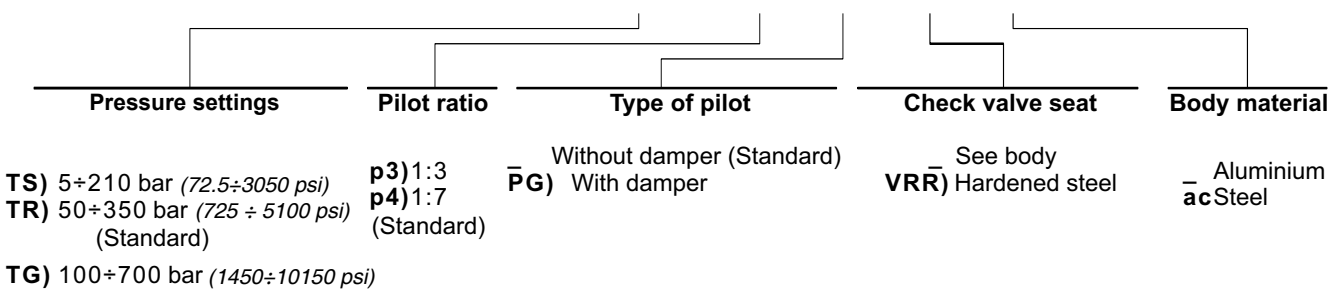 Pressure settings
Pilot ratio
Type of pilot
Check valve seat
Body material
TS) 5÷210 bar (72.5÷3050 psi)
TR) 50÷350 bar (725 ÷ 5100 psi)
(Standard)
TG) 100÷700 bar (1450÷10150 psi)
p3)1:3
p4)1:7
(Standard)
_ Without damper (Standard)
PG) With damper
_ See body
VRR) Hardened steel
_ Aluminium
acSteel